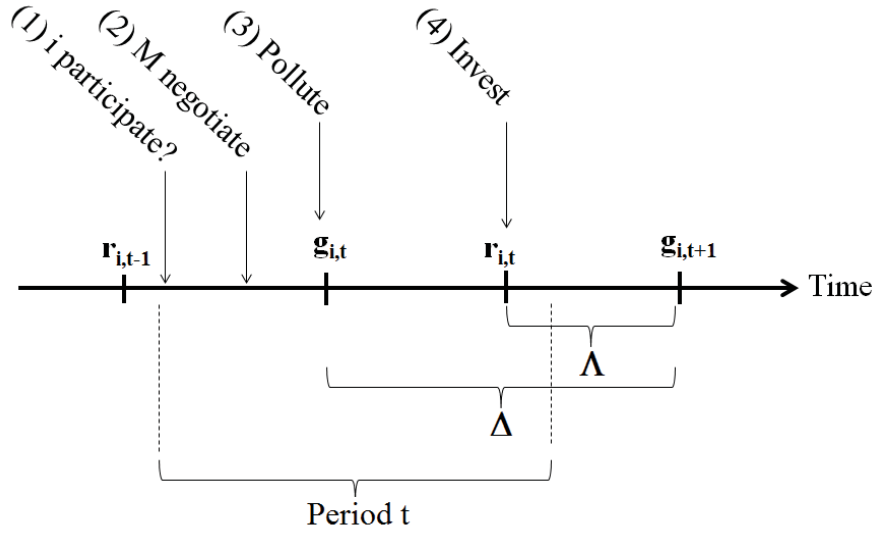 (1) i participate?
(2) M negotiate
(3) Pollute
(4) Invest
r_{i,t-1}
g_{i,t}
r_{i,t}
g_{i,t+1}
Time
Λ
Δ
Period t